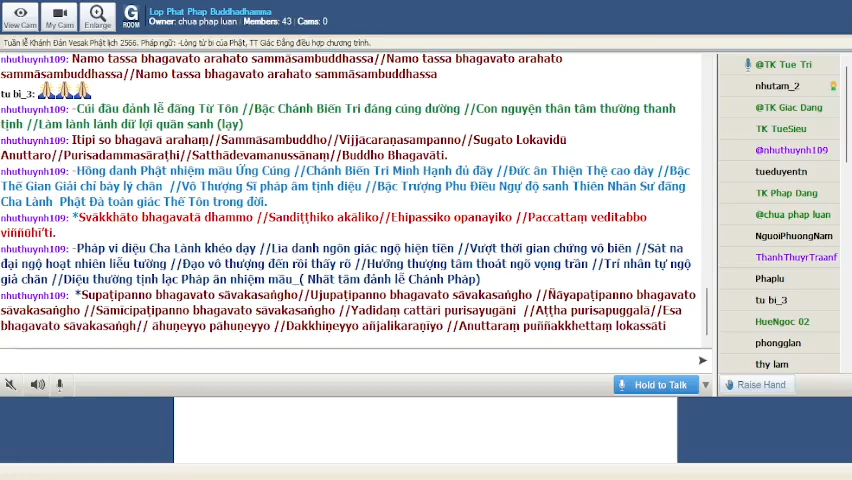 Lop Phat Phap Buddhadhamma
Owner: chua phap luan Members: 43 Cams: 0
View Cam
My Cam
Enlarge
G
ROOM
Tuần lễ Khánh Đản Vesak Phật lịch 2566. Pháp ngữ: -Lòng từ bi của Phật, TT Giác Đẳng điều hợp chương trình.
nhuthuynh109: Namo tassa bhagavato arahato sammāsambuddhassa//Namo tassa bhagavato arahato
sammāsambuddhassa//Namo tassa bhagavato arahato sammāsambuddhassa
tu bi_3: 🙏🙏🙏
nhuthuynh109: -Cúi đầu đảnh lễ đấng Từ Tôn //Bậc Chánh Biến Tri đáng cúng dường //Con nguyện thân tâm thường thanh
tịnh //Làm lành lánh dữ lợi quần sanh (lạy)
nhuthuynh109: Itipi so bhagavā arahaṃ//Sammāsambuddho//Vijjācaraṇasampanno//Sugato Lokavidū
Anuttaro//Purisadammasāraṭhi//Satthādevamanussānaṃ//Buddho Bhagavāti.
nhuthuynh109: -Hồng danh Phật nhiệm mầu Ứng Cúng //Chánh Biến Tri Minh Hạnh đủ đầy //Đức ân Thiện Thệ cao dày //Bậc
Thế Gian Giải chỉ bày lý chân //Vô Thượng Sĩ pháp âm tịnh diệu //Bậc Trượng Phu Điều Ngự độ sanh Thiên Nhân Sư đấng
Cha Lành Phật Đà toàn giác Thế Tôn trong đời.
nhuthuynh109: *Svākkhāto bhagavatā dhammo //Sandiṭṭhiko akāliko//Ehipassiko opanayiko //Paccattaṃ veditabbo
viññūhī'ti.
nhuthuynh109: -Pháp vi diệu Cha Lành khéo dạy //Lìa danh ngôn giác ngộ hiện tiền //Vượt thời gian chứng vô biên //Sát na
đại ngộ hoạt nhiên liễu tường //Đạo vô thượng đến rồi thấy rõ //Hướng thượng tâm thoát ngõ vọng trần //Trí nhân tự ngộ
giả chân //Diệu thường tịnh lạc Pháp ân nhiệm mầu_( Nhất tâm đảnh lễ Chánh Pháp)
nhuthuynh109: *Supaṭipanno bhagavato sāvakasaṅgho//Ujupaṭipanno bhagavato sāvakasaṅgho //Ñāyapaṭipanno bhagavato
sāvakasaṅgho //Sāmīcipaṭipanno bhagavato sāvakasaṅgho //Yadidaṃ cattāri purisayugāni //Aṭṭha purisapuggalā//Esa
bhagavato sāvakasaṅgh// āhuṇeyyo pāhuṇeyyo //Dakkhiṇeyyo añjalikaraṇīyo //Anuttaraṃ puññakkhettaṃ lokassāti
Hold to Talk
@TK Tue Tri
nhutam_2
@TK Giac Dang
TK TueSieu
@nhuthuynh109
tueduyentn
TK Phap Dang
@chua phap luan
NguoiPhuongNam
ThanhThuyrTraanf
Phaplu
tu bi_3
HueNgoc 02
phongglan
thy lam
Raise Hand